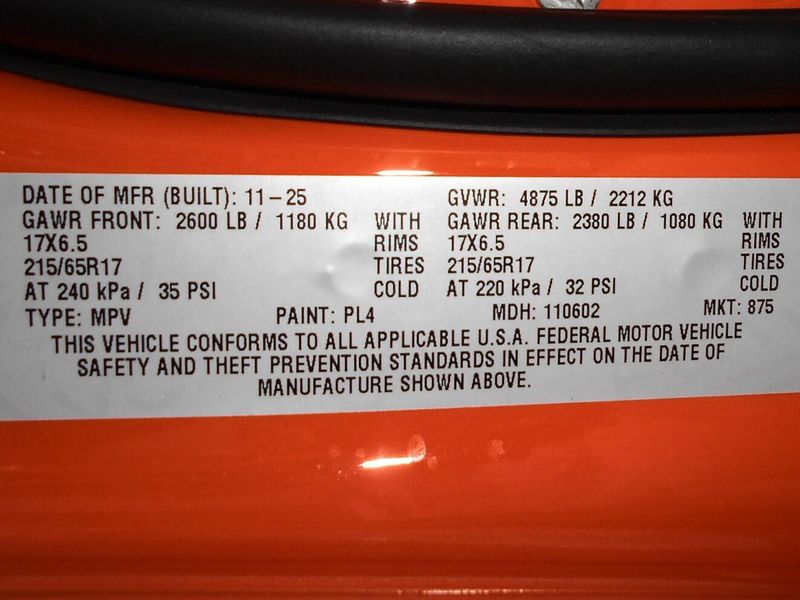 DATE OF MFR (BUILT): 11-25 GVWR: 4875 LB / 2212 KG
GAWR FRONT: 2600 LB / 1180 KG WITH GAWR REAR: 2380 LB / 1080 KG WITH
17X6.5 RIMS 17X6.5 RIMS
215/65R17 TIRES 215/65R17 TIRES
AT 240 kPa / 35 PSI COLD AT 220 kPa / 32 PSI COLD
TYPE: MPV PAINT: PL4 MDH: 110602 MKT: 875
THIS VEHICLE CONFORMS TO ALL APPLICABLE U.S.A. FEDERAL MOTOR VEHICLE
SAFETY AND THEFT PREVENTION STANDARDS IN EFFECT ON THE DATE OF
MANUFACTURE SHOWN ABOVE.